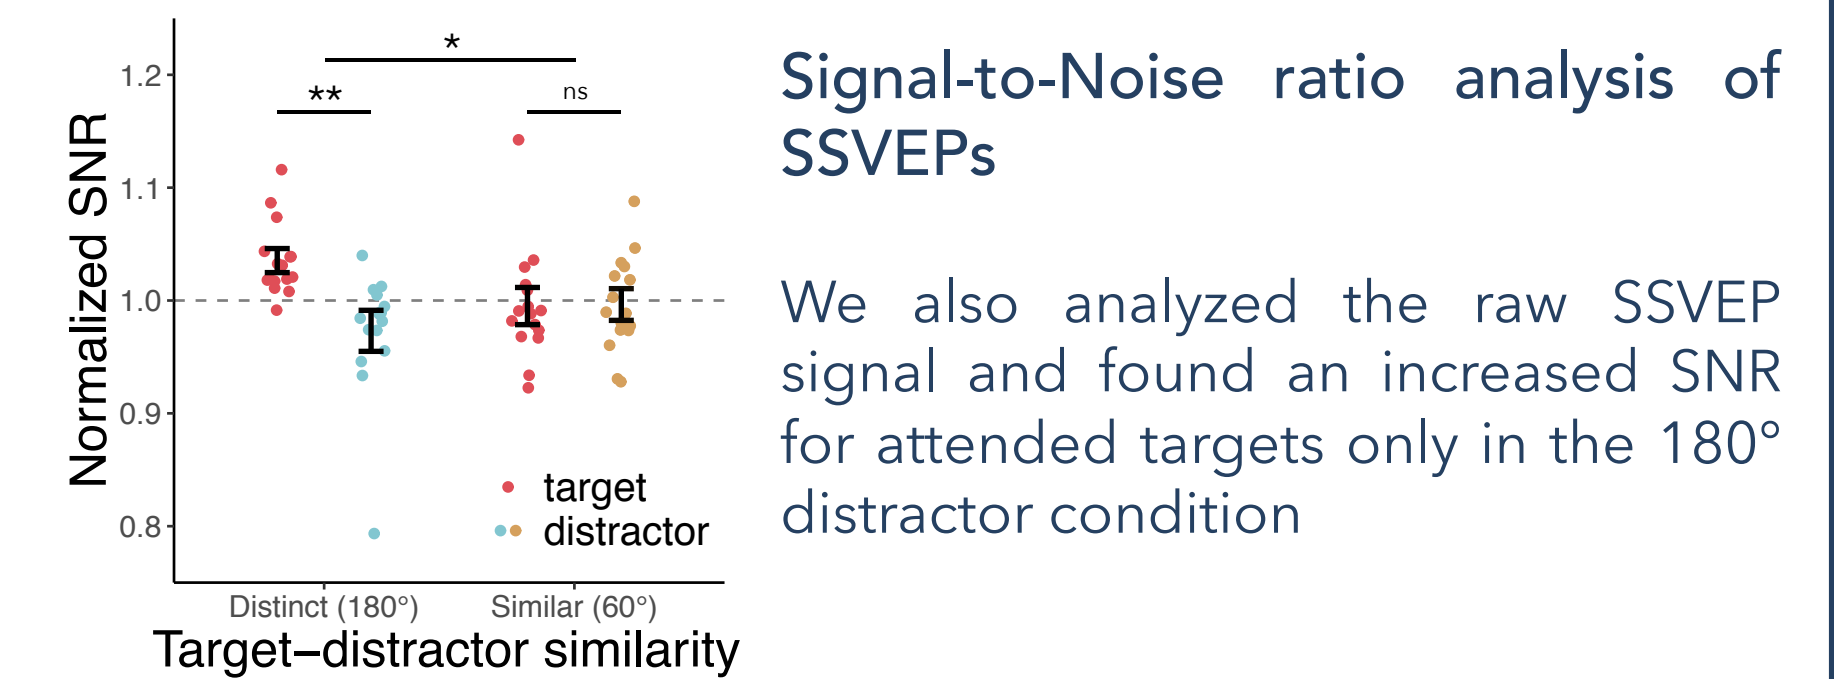 *
1.2
**
ns
1.1
1.0
0.9
0.8
Normalized SNR
target
distractor
Distinct (180°)
Similar (60°)
Target–distractor similarity
Signal-to-Noise ratio analysis of
SSVEPs
We also analyzed the raw SSVEP
signal and found an increased SNR
for attended targets only in the 180°
distractor condition